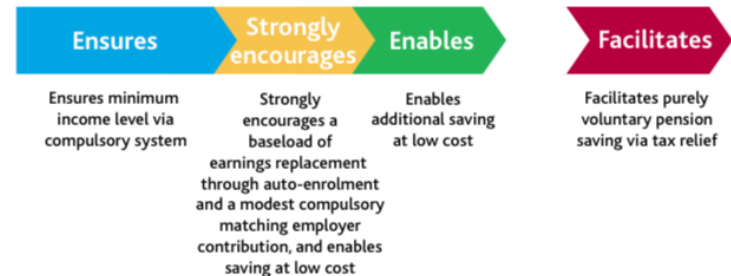 Ensures
Strongly
encourages
Enables
Facilitates
Ensures minimum
income level via
compulsory system
Strongly
encourages a
baseload of
earnings replacement
through auto-enrolment
and a modest compulsory
matching employer
contribution, and enables
saving at low cost
Enables
additional saving
at low cost
Facilitates purely
voluntary pension
saving via tax relief